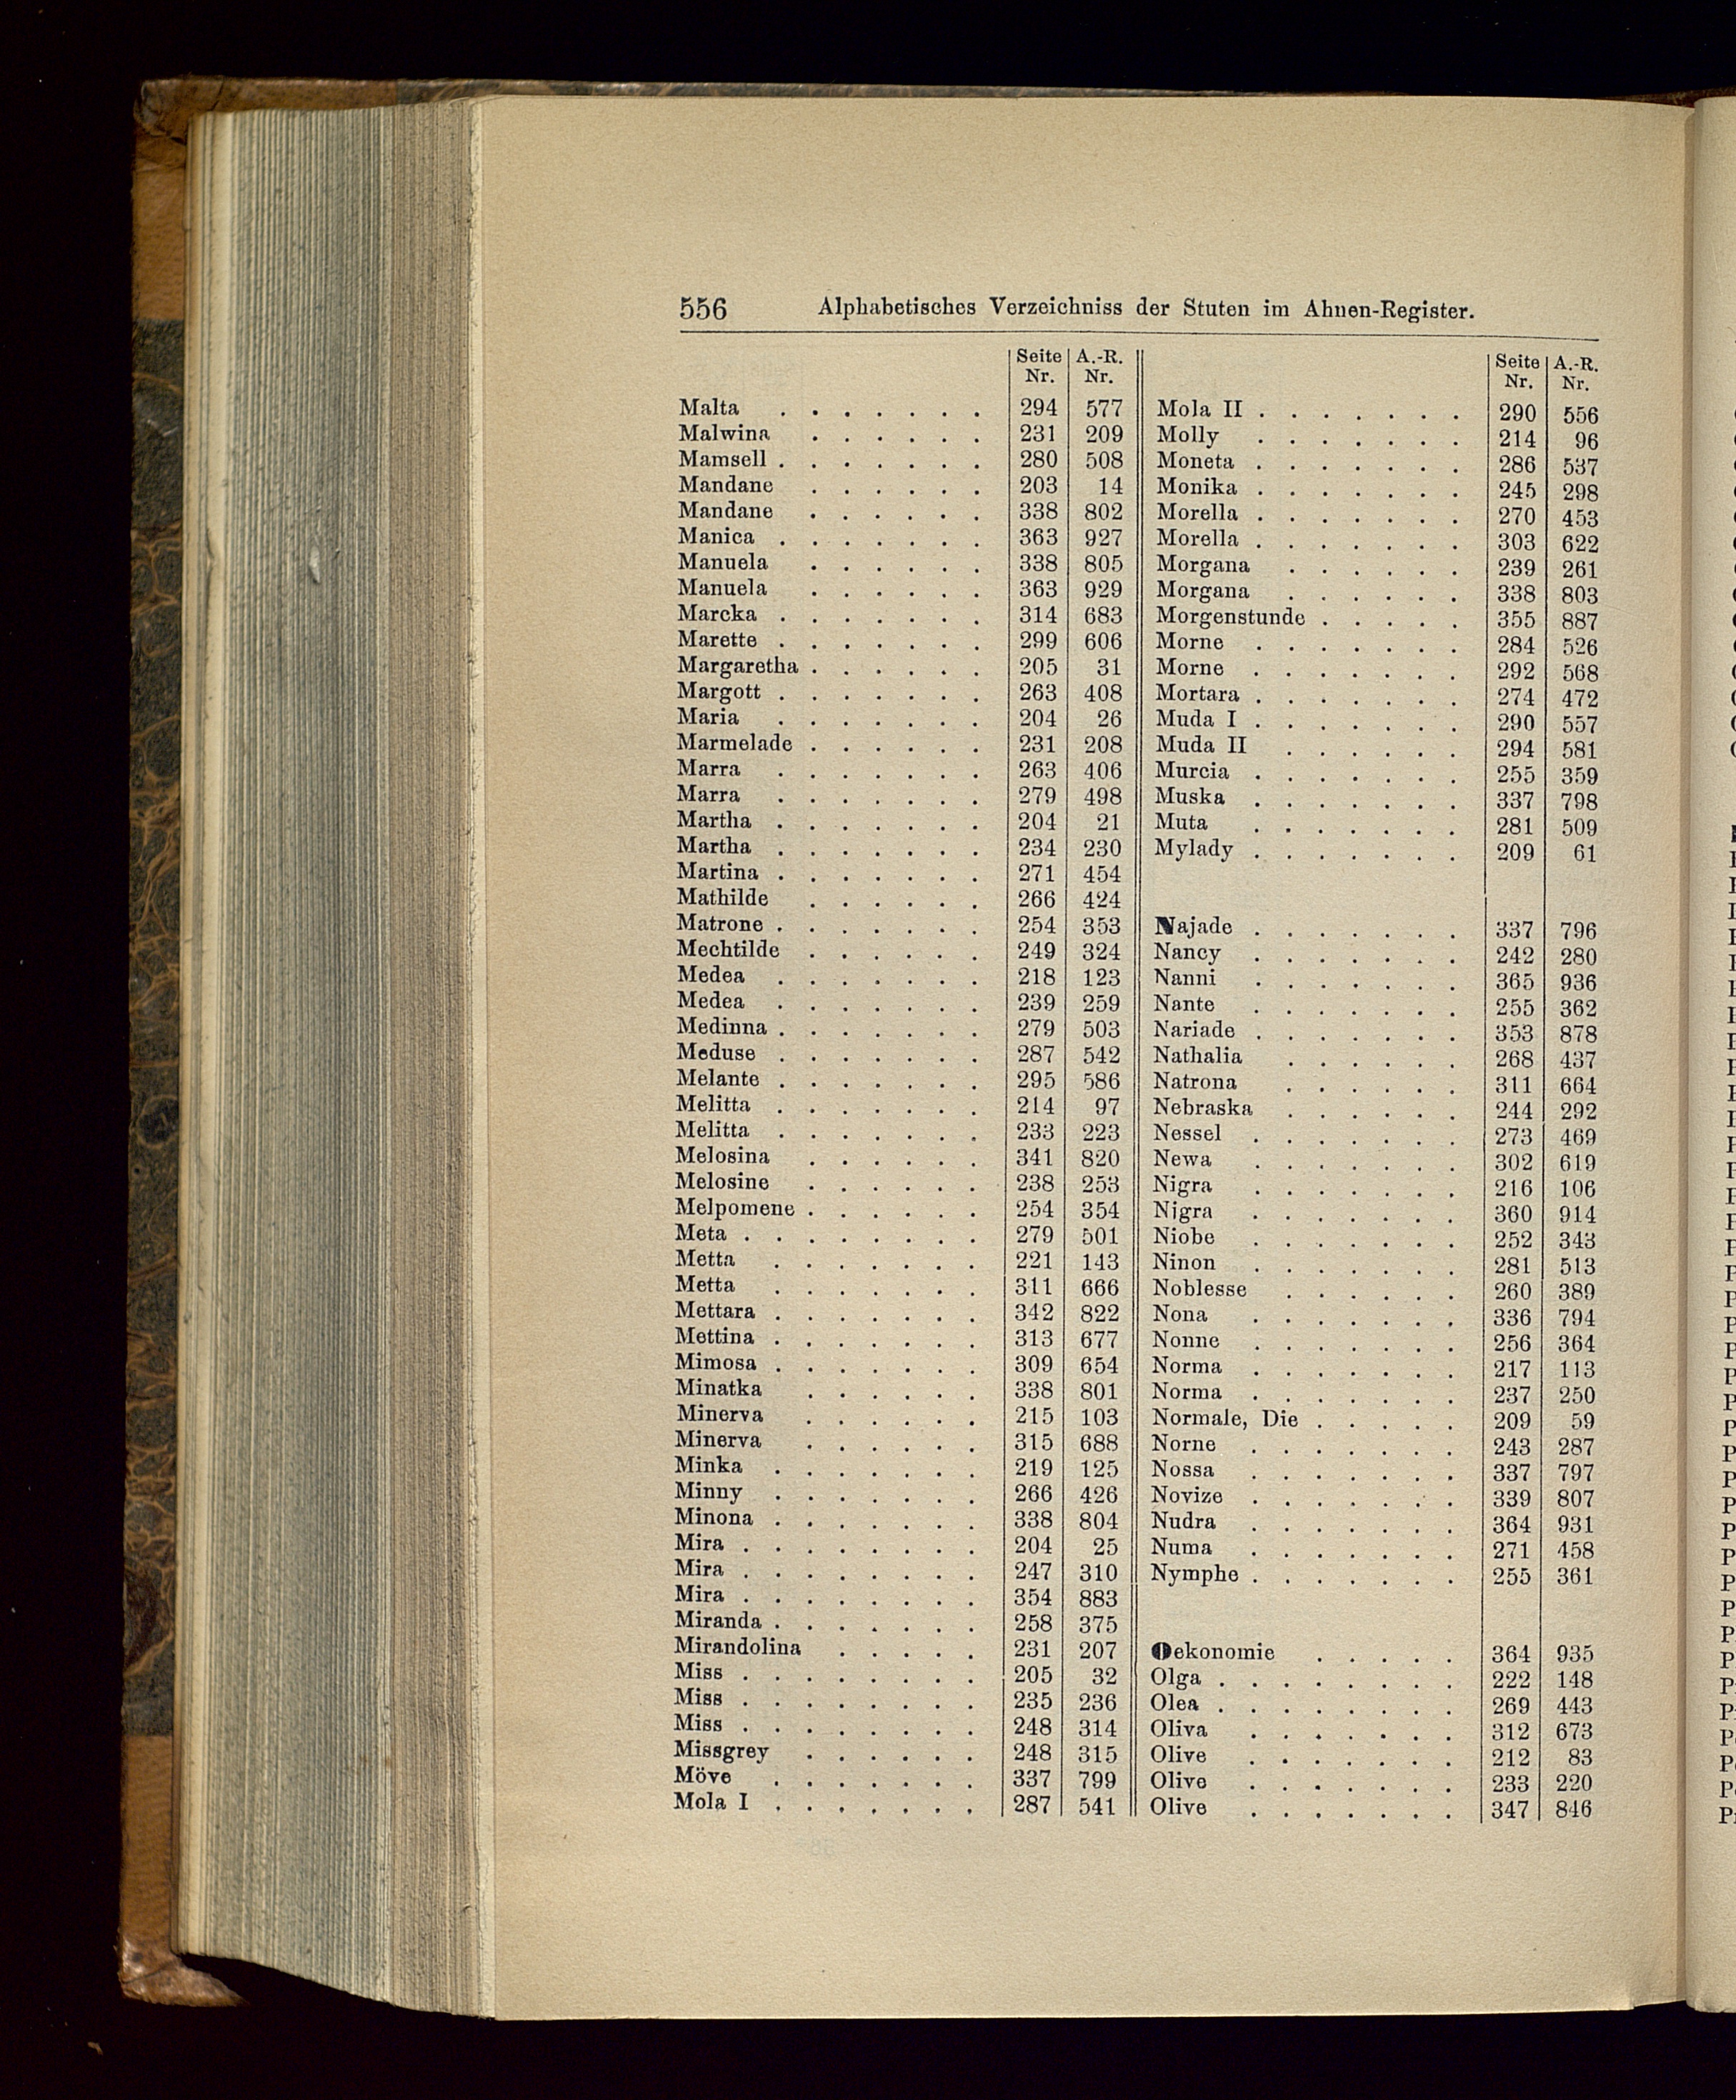 556 Alphabetisches Verzeichniss der Stuten im Ahnen-Register.
Seite Nr. A.-R. Nr.
Malta . . . . . . . 294 577
Malwina . . . . . . 231 209
Mamsell . . . . . . . 280 508
Mandane . . . . . . 203 14
Mandane . . . . . . 338 802
Manica . . . . . . . 363 927
Manuela . . . . . . 338 805
Manuela . . . . . . 363 929
Marcka . . . . . . . 314 683
Marette . . . . . . . 299 606
Margaretha . . . . . . 205 31
Margott . . . . . . . 263 408
Maria . . . . . . . 204 26
Marmelade . . . . . . 231 208
Marra . . . . . . . 263 406
Marra . . . . . . . 279 498
Martha . . . . . . . 204 21
Martha . . . . . . . 234 230
Martina . . . . . . . 271 454
Mathilde . . . . . . 266 424
Matrone . . . . . . . 254 353
Mechtilde . . . . . . 249 324
Medea . . . . . . . 218 123
Medea . . . . . . . 239 259
Medinna . . . . . . . 279 503
Meduse . . . . . . . 287 542
Melante . . . . . . . 295 586
Melitta . . . . . . . 214 97
Melitta . . . . . . . 233 223
Melosina . . . . . . 341 820
Melosine . . . . . . 238 253
Melpomene . . . . . . 254 354
Meta . . . . . . . . 279 501
Metta . . . . . . . 221 143
Metta . . . . . . . 311 666
Mettara . . . . . . . 342 822
Mettina . . . . . . . 313 677
Mimosa . . . . . . . 309 654
Minatka . . . . . . 338 801
Minerva . . . . . . 215 103
Minerva . . . . . . 315 688
Minka . . . . . . . 219 125
Minny . . . . . . . 266 426
Minona . . . . . . . 338 804
Mira . . . . . . . . 204 25
Mira . . . . . . . . 247 310
Mira . . . . . . . . 354 883
Miranda . . . . . . . 258 375
Mirandolina . . . . . 231 207
Miss . . . . . . . . 205 32
Miss . . . . . . . . 235 236
Miss . . . . . . . . 248 314
Missgrey . . . . . . 248 315
Möve . . . . . . . 337 799
Mola I . . . . . . . 287 541
Seite Nr. A.-R. Nr.
Mola II . . . . . . . 290 556
Molly . . . . . . . 214 96
Moneta . . . . . . . 286 537
Monika . . . . . . . 245 298
Morella . . . . . . . 270 453
Morella . . . . . . . 303 622
Morgana . . . . . . 239 261
Morgana . . . . . . 338 803
Morgenstunde . . . . . 355 887
Morne . . . . . . . 284 526
Morne . . . . . . . 292 568
Mortara . . . . . . . 274 472
Muda I . . . . . . . 290 557
Muda II . . . . . . 294 581
Murcia . . . . . . . 255 359
Muska . . . . . . . 337 798
Muta . . . . . . . 281 509
Mylady . . . . . . . 209 61
Najade . . . . . . . 337 796
Nancy . . . . . . . 242 280
Nanni . . . . . . . 365 936
Nante . . . . . . . 255 362
Nariade . . . . . . . 353 878
Nathalia . . . . . . 268 437
Natrona . . . . . . 311 664
Nebraska . . . . . . 244 292
Nessel . . . . . . . 273 469
Newa . . . . . . . 302 619
Nigra . . . . . . . 216 106
Nigra . . . . . . . 360 914
Niobe . . . . . . . 252 343
Ninon . . . . . . . 281 513
Noblesse . . . . . . 260 389
Nona . . . . . . . 336 794
Nonne . . . . . . . 256 364
Norma . . . . . . . 217 113
Norma . . . . . . . 237 250
Normale, Die . . . . . 209 59
Norne . . . . . . . 243 287
Nossa . . . . . . . 337 797
Novize . . . . . . . 339 807
Nudra . . . . . . . 364 931
Numa . . . . . . . 271 458
Nymphe . . . . . . . 255 361
Oekonomie . . . . . 364 935
Olga . . . . . . . . 222 148
Olea . . . . . . . . 269 443
Oliva . . . . . . . 312 673
Olive . . . . . . . 212 83
Olive . . . . . . . 233 220
Olive . . . . . . . 347 846